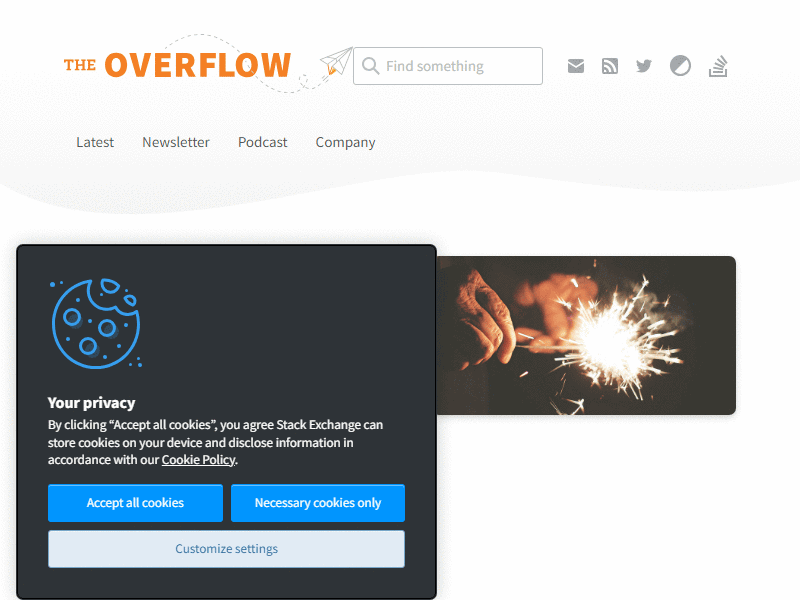 THE OVERFLOW
Find something
Latest Newsletter Podcast Company
Your privacy
By clicking “Accept all cookies”, you agree Stack Exchange can
store cookies on your device and disclose information in
accordance with our Cookie Policy.
Accept all cookies Necessary cookies only
Customize settings